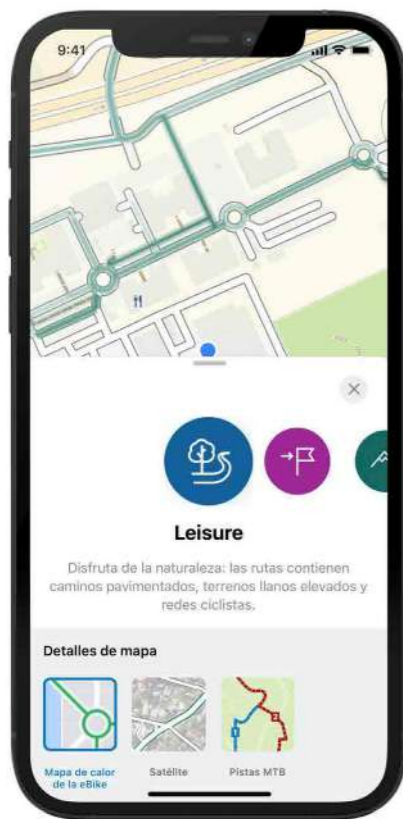 9:41
Leisure
Disfruta de la naturaleza: las rutas contienen
caminos pavimentados, terrenos llanos elevados y
redes ciclistas.
Detalles de mapa
Mapa de calor
de la eBike
Satélite
Pistas MTB